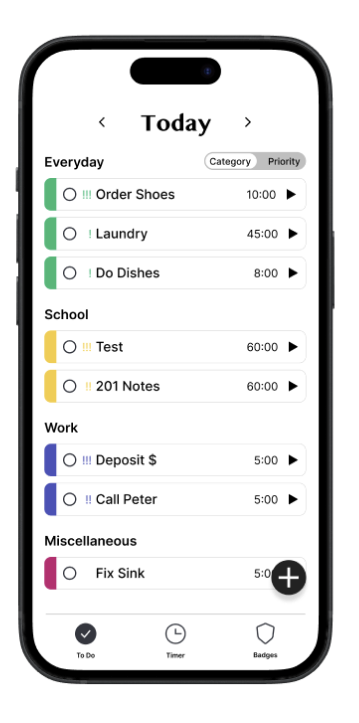 < Today >
Everyday Category Priority
!!! Order Shoes 10:00
! Laundry 45:00
! Do Dishes 8:00
School
!!! Test 60:00
!! 201 Notes 60:00
Work
!!! Deposit $ 5:00
!! Call Peter 5:00
Miscellaneous
Fix Sink 5:0
To Do Timer Badges